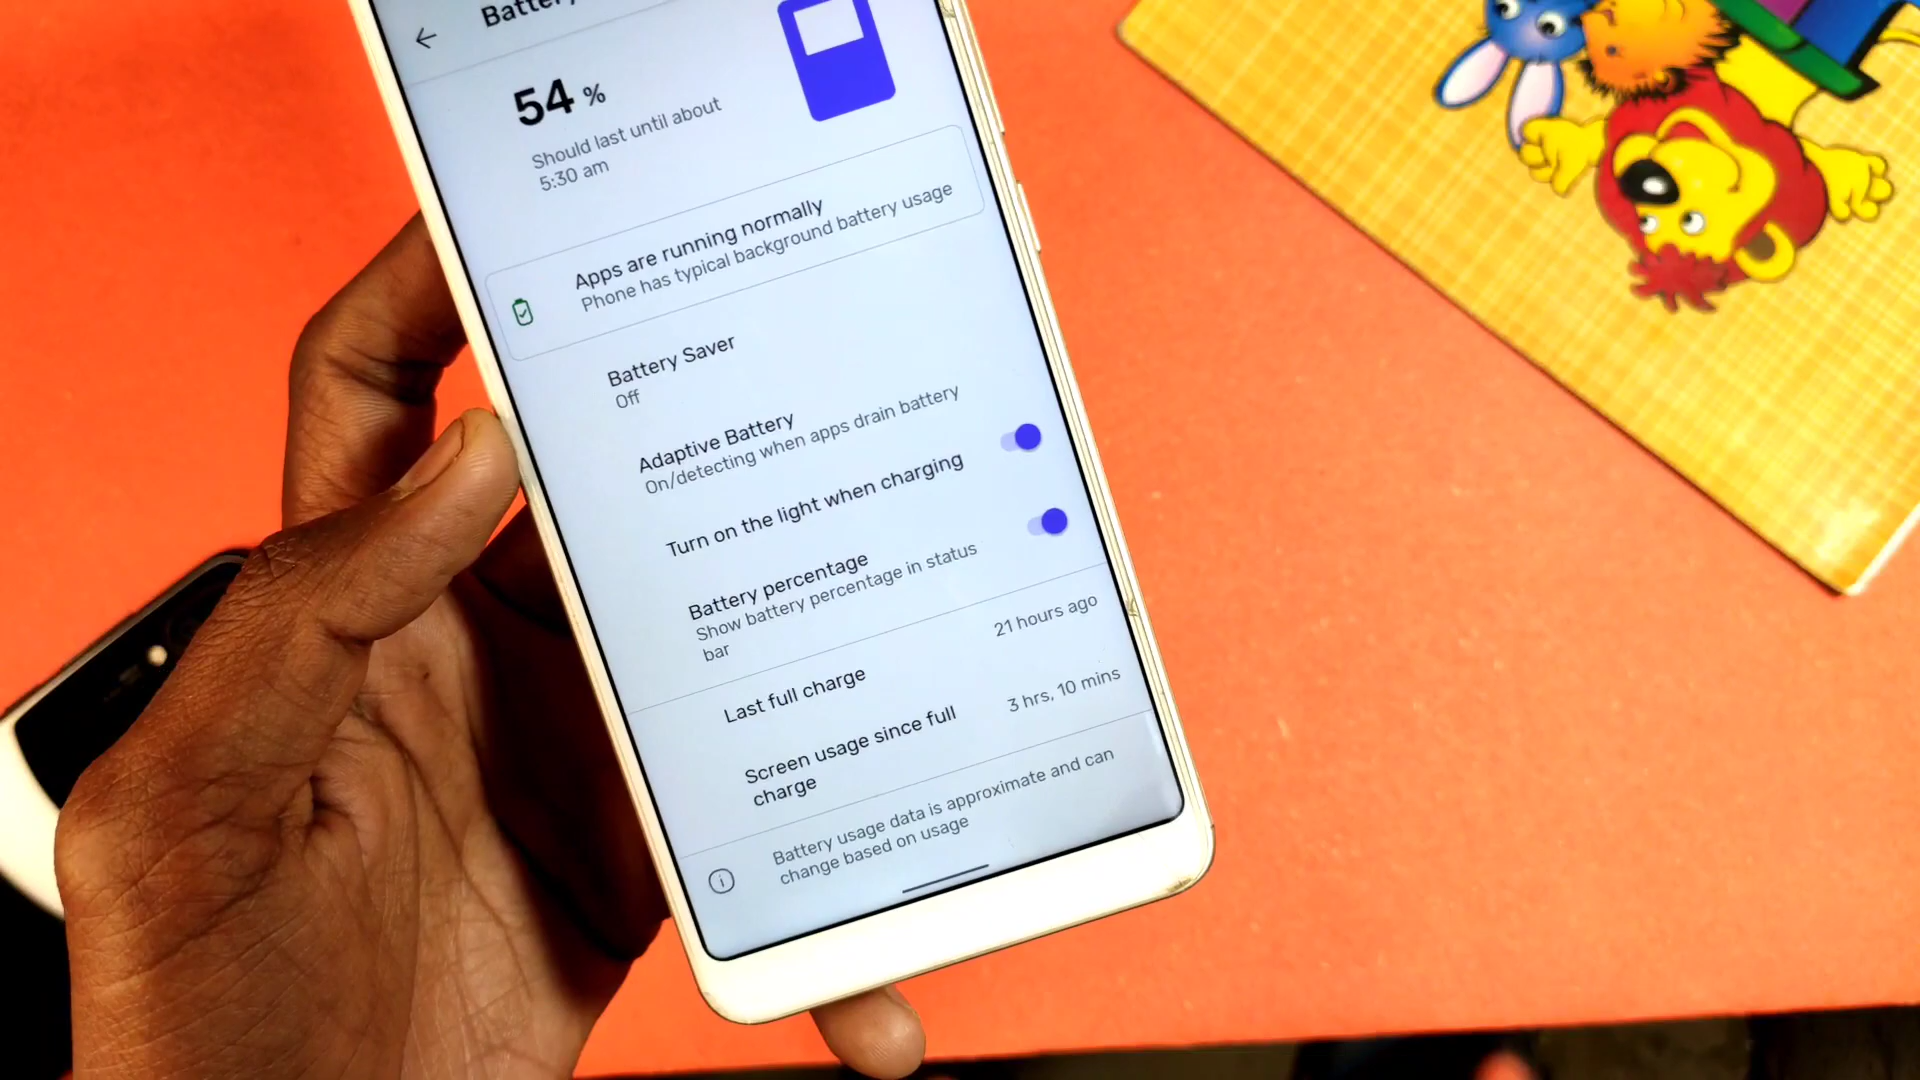 Battery
54 %
Should last until about
5:30 am
Apps are running normally
Phone has typical background battery usage
Battery Saver
Off
Adaptive Battery
On/detecting when apps drain battery
Turn on the light when charging
Battery percentage
Show battery percentage in status
bar
Last full charge
21 hours ago
Screen usage since full
charge
3 hrs, 10 mins
Battery usage data is approximate and can
change based on usage